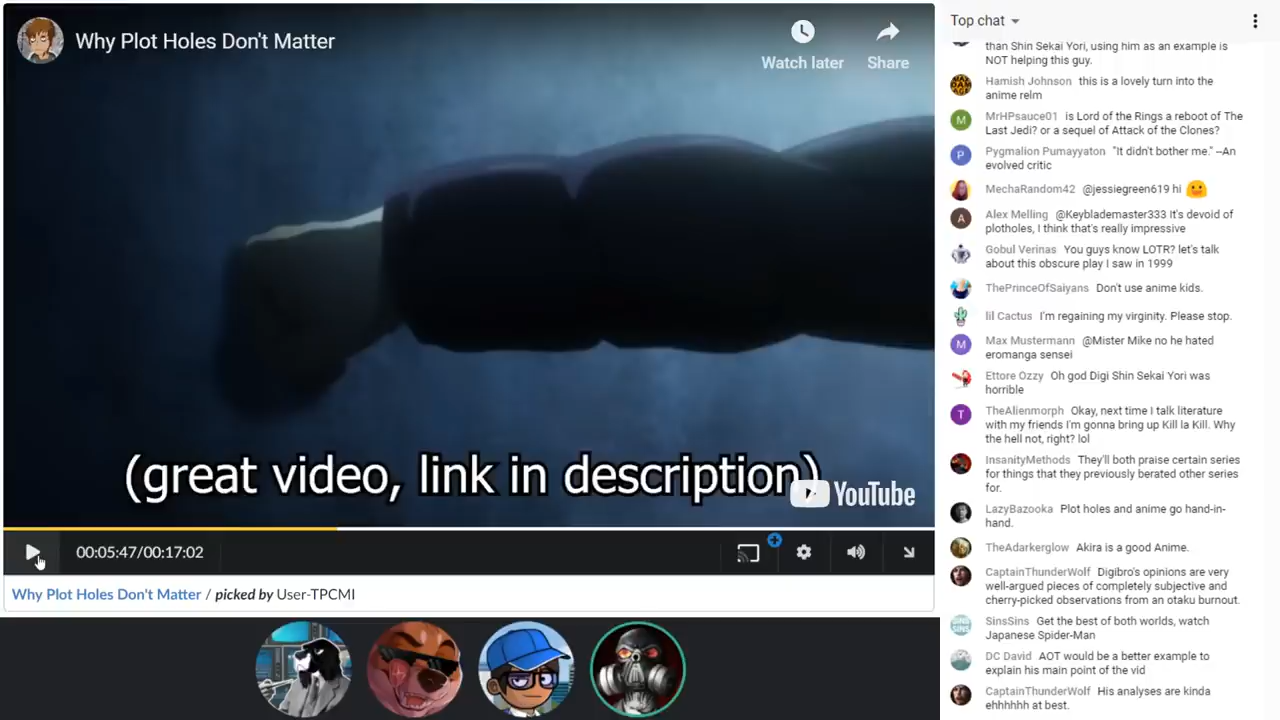 Why Plot Holes Don't Matter
Watch later
Share
(great video, link in description)
YouTube
00:05:47/00:17:02
Why Plot Holes Don't Matter / picked by User-TPCMI
Top chat
than Shin Sekai Yori, using him as an example is
NOT helping this guy.
Hamish Johnson this is a lovely turn into the
anime relm
M
MrHPsauce01 is Lord of the Rings a reboot of The
Last Jedi? or a sequel of Attack of the Clones?
P
Pygmalion Pumayyaton "It didn't bother me." --An
evolved critic
MechaRandom42 @jessiegreen619 hi
A
Alex Melling @Keyblademaster333 It's devoid of
plotholes, I think that's really impressive
Gobul Verinas You guys know LOTR? let's talk
about this obscure play I saw in 1999
ThePrinceOfSaiyans Don't use anime kids.
lil Cactus I'm regaining my virginity. Please stop.
M
Max Mustermann @Mister Mike no he hated
eromanga sensei
Ettore Ozzy Oh god Digi Shin Sekai Yori was
horrible
T
TheAlienmorph Okay, next time I talk literature
with my friends I'm gonna bring up Kill la Kill. Why
the hell not, right? lol
InsanityMethods They'll both praise certain series
for things that they previously berated other series
for.
LazyBazooka Plot holes and anime go hand-in-
hand.
TheAdarkerglow Akira is a good Anime.
CaptainThunderWolf Digibro's opinions are very
well-argued pieces of completely subjective and
cherry-picked observations from an otaku burnout.
SinsSins Get the best of both worlds, watch
Japanese Spider-Man
DC David AOT would be a better example to
explain his main point of the vid
CaptainThunderWolf His analyses are kinda
ehhhhhh at best.